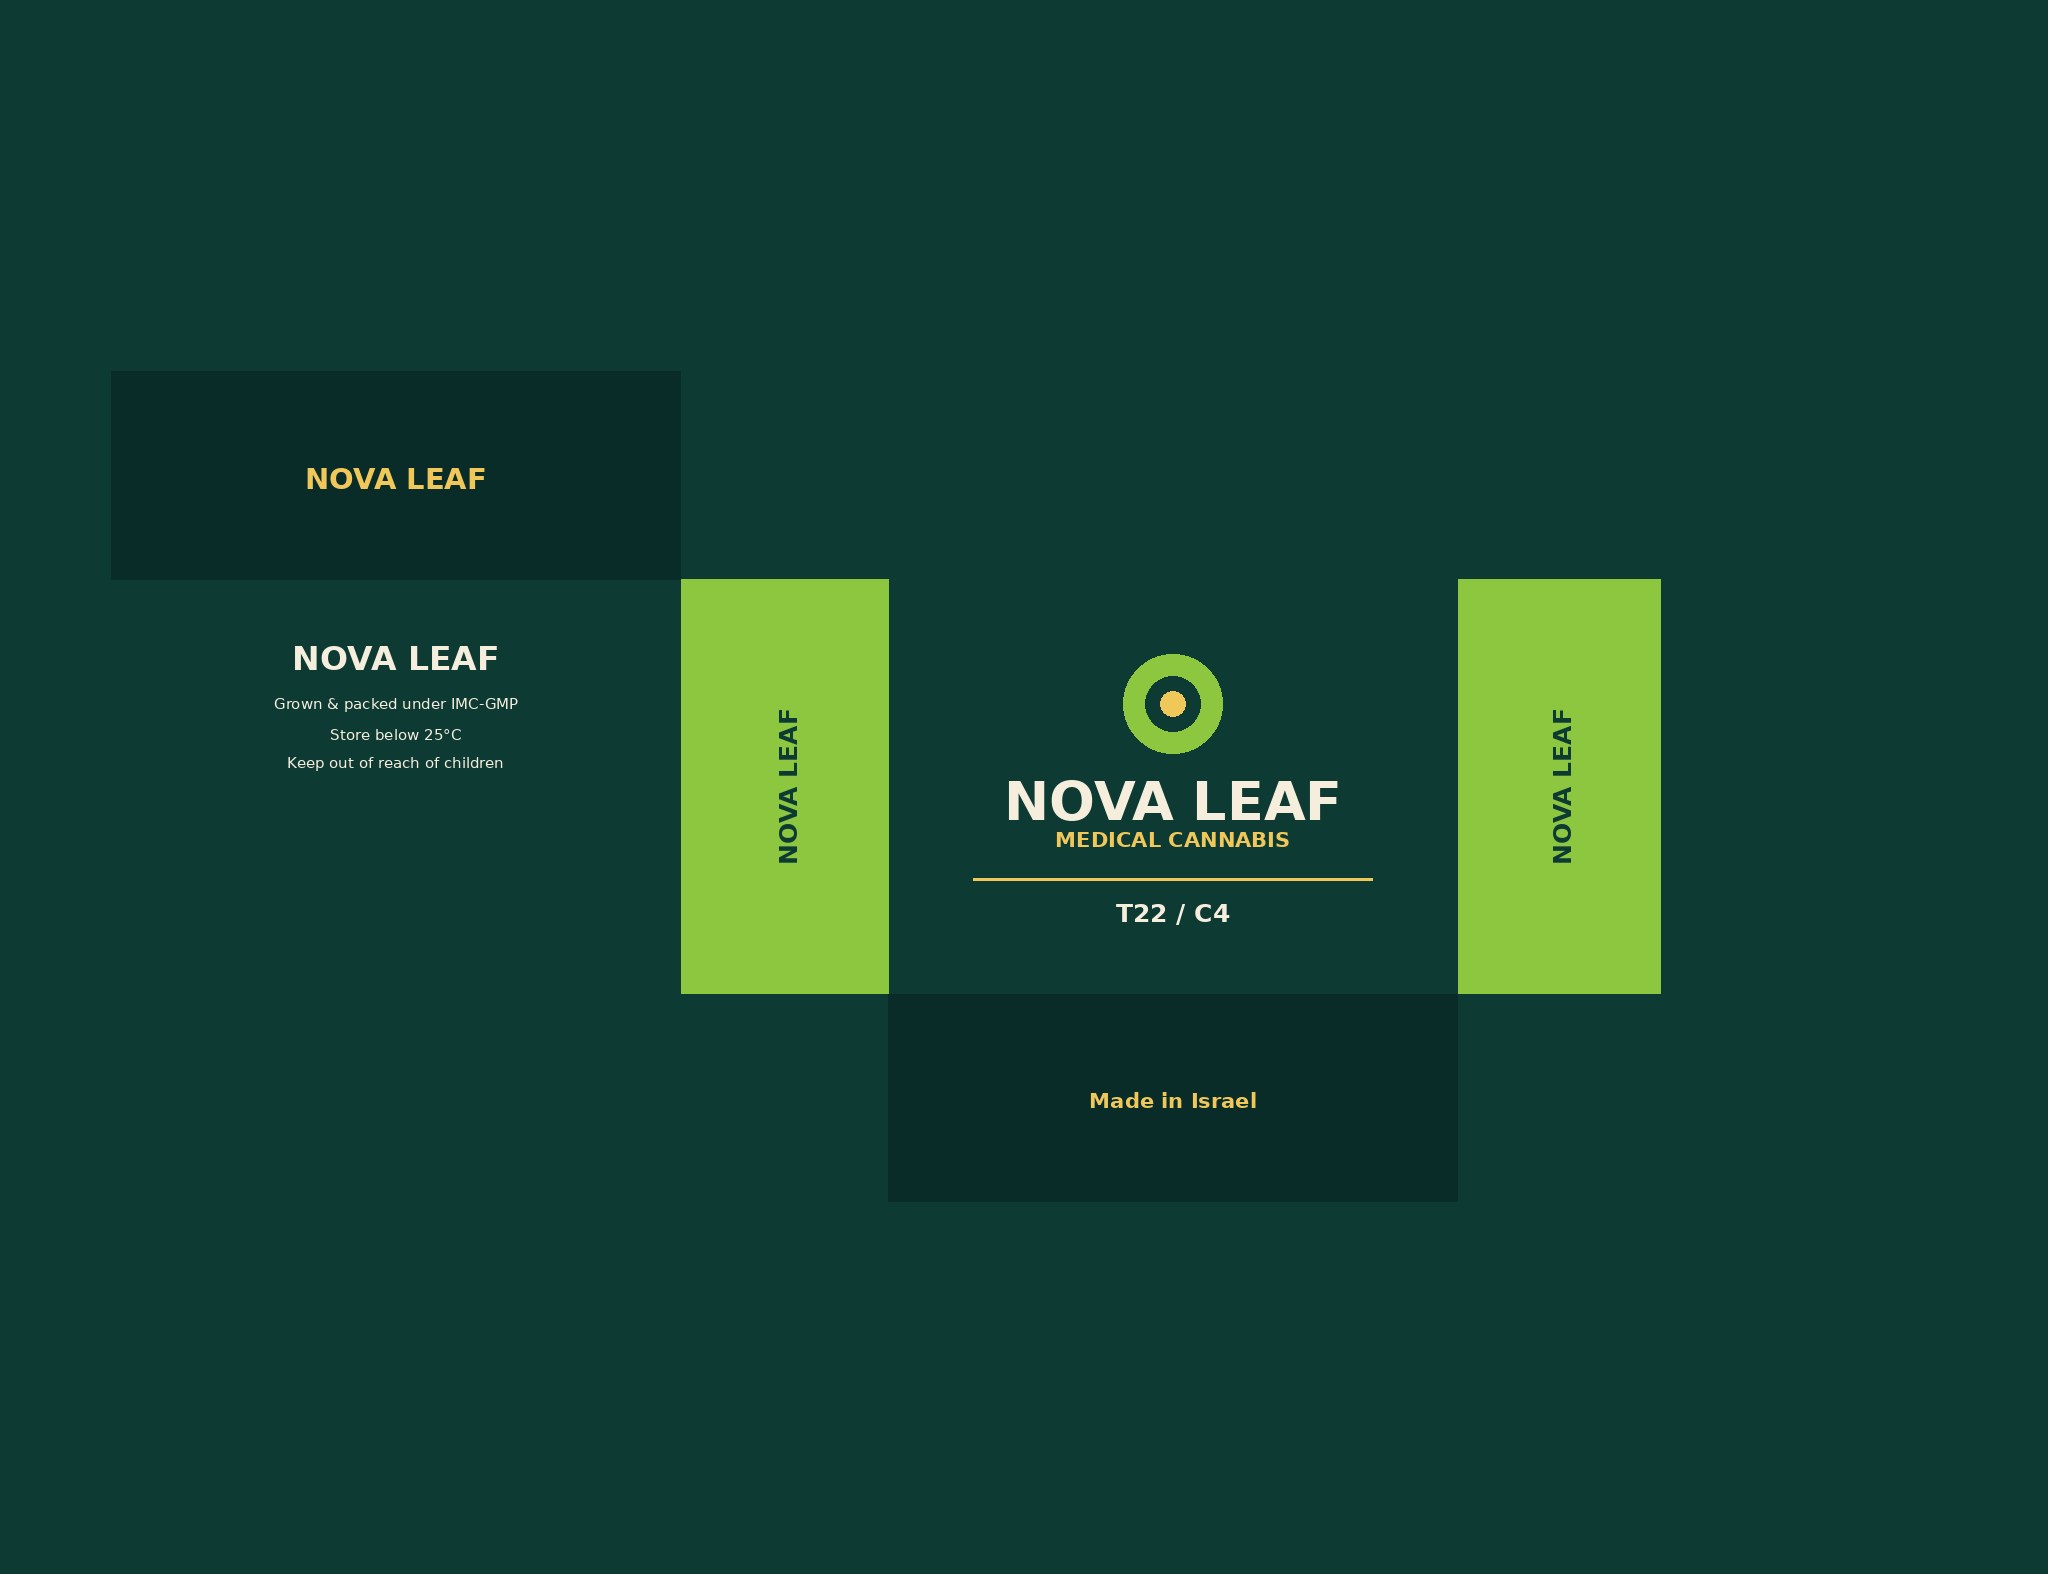 NOVA LEAF
NOVA LEAF
Grown & packed under IMC-GMP
Store below 25°C
Keep out of reach of children
NOVA LEAF
NOVA LEAF
MEDICAL CANNABIS
T22 / C4
NOVA LEAF
Made in Israel